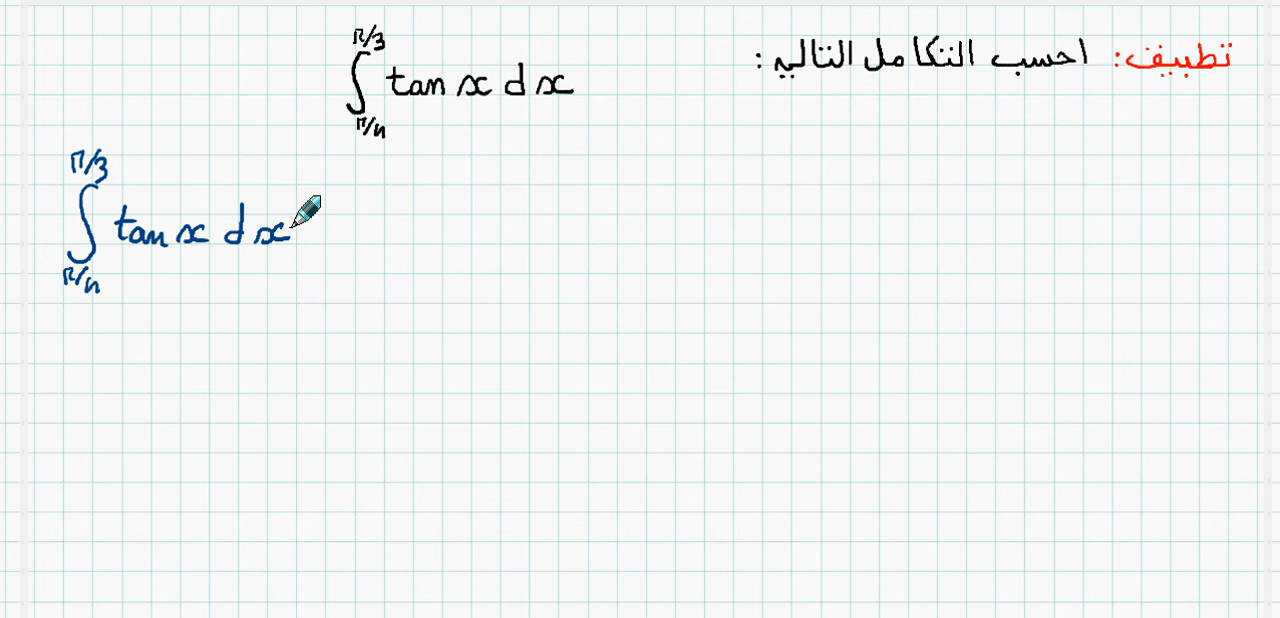 تطبيق: احسب التكامل التالي:
∫_{π/4}^{π/3} tan x dx
∫_{π/4}^{π/3} tan x dx